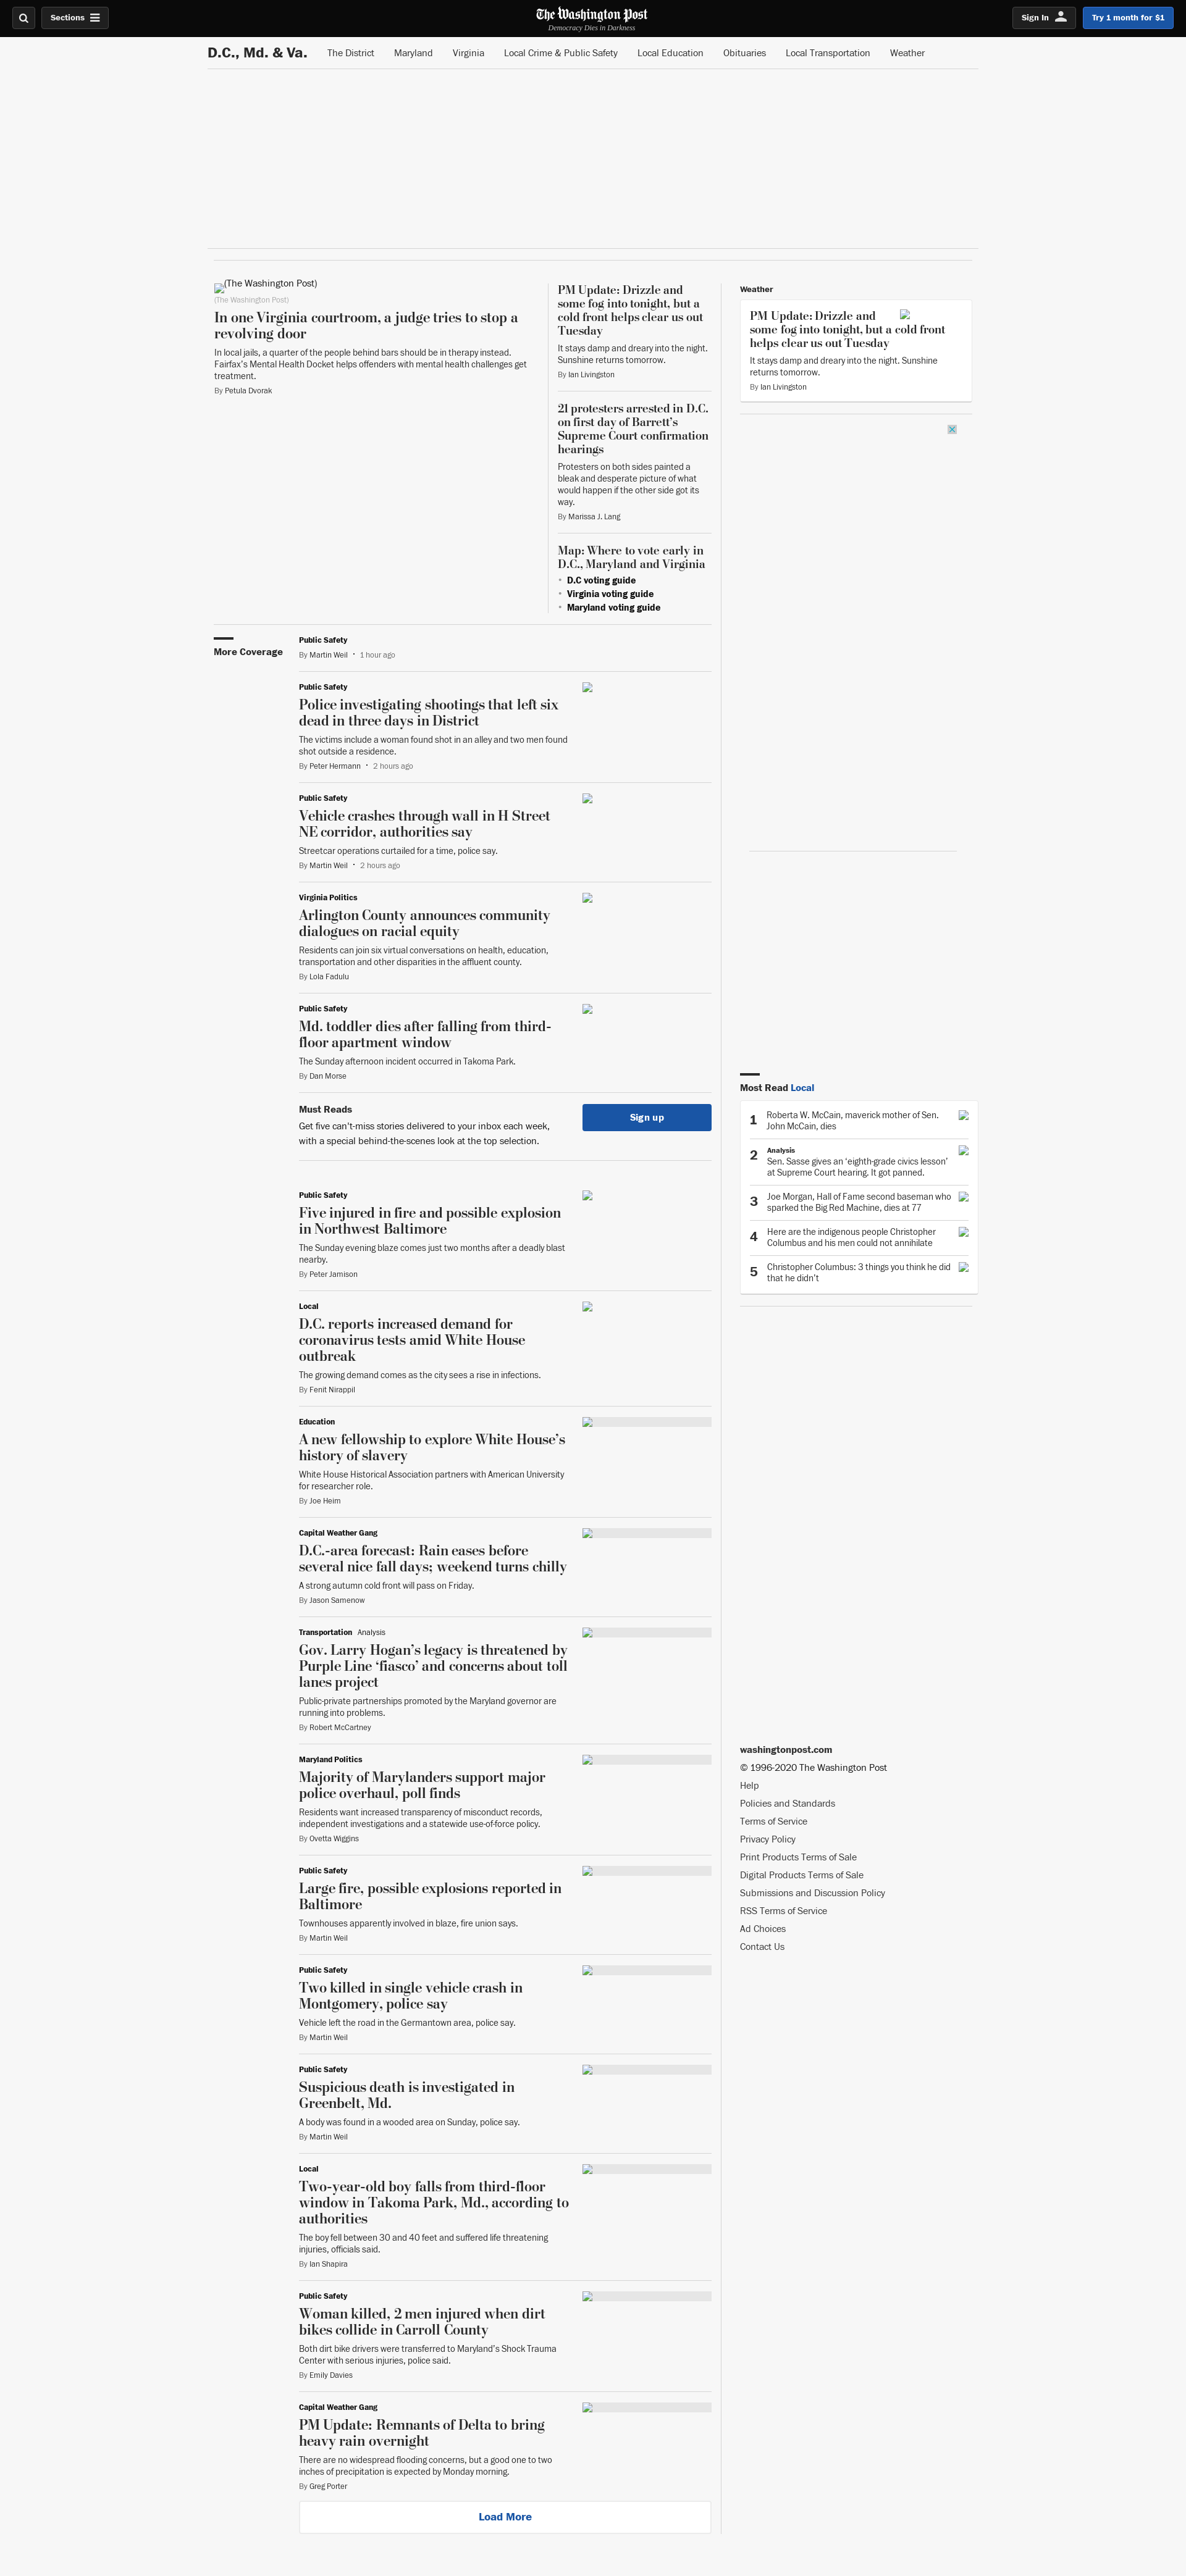 Sections
The Washington Post
Democracy Dies in Darkness
Sign In
Try 1 month for $1
D.C., Md. & Va.
The District
Maryland
Virginia
Local Crime & Public Safety
Local Education
Obituaries
Local Transportation
Weather
(The Washington Post)
(The Washington Post)
In one Virginia courtroom, a judge tries to stop a
revolving door
In local jails, a quarter of the people behind bars should be in therapy instead.
Fairfax's Mental Health Docket helps offenders with mental health challenges get
treatment.
By Petula Dvorak
PM Update: Drizzle and
some fog into tonight, but a
cold front helps clear us out
Tuesday
It stays damp and dreary into the night.
Sunshine returns tomorrow.
By Ian Livingston
21 protesters arrested in D.C.
on first day of Barrett's
Supreme Court confirmation
hearings
Protesters on both sides painted a
bleak and desperate picture of what
would happen if the other side got its
way.
By Marissa J. Lang
Map: Where to vote early in
D.C., Maryland and Virginia
• D.C voting guide
• Virginia voting guide
• Maryland voting guide
Weather
PM Update: Drizzle and
some fog into tonight, but a cold front
helps clear us out Tuesday
It stays damp and dreary into the night. Sunshine
returns tomorrow.
By Ian Livingston
More Coverage
Public Safety
By Martin Weil • 1 hour ago
Public Safety
Police investigating shootings that left six
dead in three days in District
The victims include a woman found shot in an alley and two men found
shot outside a residence.
By Peter Hermann • 2 hours ago
Public Safety
Vehicle crashes through wall in H Street
NE corridor, authorities say
Streetcar operations curtailed for a time, police say.
By Martin Weil • 2 hours ago
Virginia Politics
Arlington County announces community
dialogues on racial equity
Residents can join six virtual conversations on health, education,
transportation and other disparities in the affluent county.
By Lola Fadulu
Public Safety
Md. toddler dies after falling from third-
floor apartment window
The Sunday afternoon incident occurred in Takoma Park.
By Dan Morse
Must Reads
Get five can't-miss stories delivered to your inbox each week,
with a special behind-the-scenes look at the top selection.
Sign up
Public Safety
Five injured in fire and possible explosion
in Northwest Baltimore
The Sunday evening blaze comes just two months after a deadly blast
nearby.
By Peter Jamison
Local
D.C. reports increased demand for
coronavirus tests amid White House
outbreak
The growing demand comes as the city sees a rise in infections.
By Fenit Nirappil
Education
A new fellowship to explore White House's
history of slavery
White House Historical Association partners with American University
for researcher role.
By Joe Heim
Capital Weather Gang
D.C.-area forecast: Rain eases before
several nice fall days; weekend turns chilly
A strong autumn cold front will pass on Friday.
By Jason Samenow
Transportation Analysis
Gov. Larry Hogan's legacy is threatened by
Purple Line 'fiasco' and concerns about toll
lanes project
Public-private partnerships promoted by the Maryland governor are
running into problems.
By Robert McCartney
Maryland Politics
Majority of Marylanders support major
police overhaul, poll finds
Residents want increased transparency of misconduct records,
independent investigations and a statewide use-of-force policy.
By Ovetta Wiggins
Public Safety
Large fire, possible explosions reported in
Baltimore
Townhouses apparently involved in blaze, fire union says.
By Martin Weil
Public Safety
Two killed in single vehicle crash in
Montgomery, police say
Vehicle left the road in the Germantown area, police say.
By Martin Weil
Public Safety
Suspicious death is investigated in
Greenbelt, Md.
A body was found in a wooded area on Sunday, police say.
By Martin Weil
Local
Two-year-old boy falls from third-floor
window in Takoma Park, Md., according to
authorities
The boy fell between 30 and 40 feet and suffered life threatening
injuries, officials said.
By Ian Shapira
Public Safety
Woman killed, 2 men injured when dirt
bikes collide in Carroll County
Both dirt bike drivers were transferred to Maryland's Shock Trauma
Center with serious injuries, police said.
By Emily Davies
Capital Weather Gang
PM Update: Remnants of Delta to bring
heavy rain overnight
There are no widespread flooding concerns, but a good one to two
inches of precipitation is expected by Monday morning.
By Greg Porter
Load More
Most Read Local
1 Roberta W. McCain, maverick mother of Sen.
John McCain, dies
2 Analysis
Sen. Sasse gives an 'eighth-grade civics lesson'
at Supreme Court hearing. It got panned.
3 Joe Morgan, Hall of Fame second baseman who
sparked the Big Red Machine, dies at 77
4 Here are the indigenous people Christopher
Columbus and his men could not annihilate
5 Christopher Columbus: 3 things you think he did
that he didn't
washingtonpost.com
© 1996-2020 The Washington Post
Help
Policies and Standards
Terms of Service
Privacy Policy
Print Products Terms of Sale
Digital Products Terms of Sale
Submissions and Discussion Policy
RSS Terms of Service
Ad Choices
Contact Us